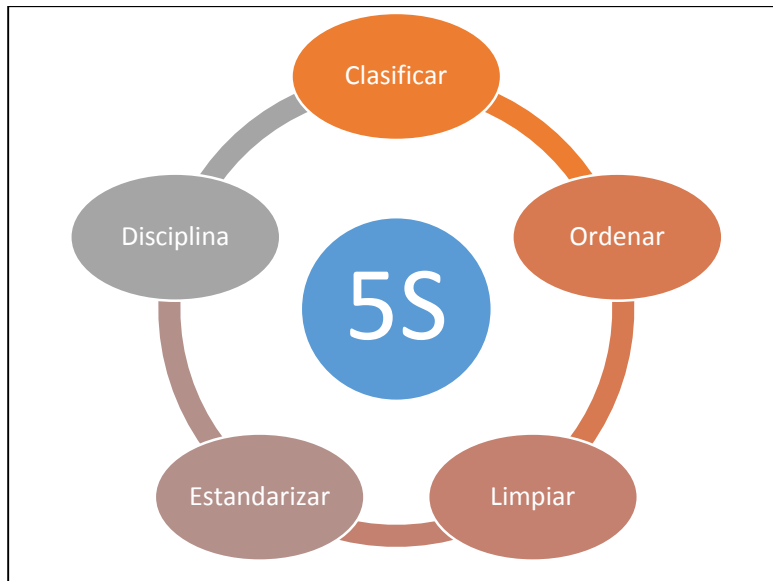 Clasificar
Ordenar
Limpiar
Estandarizar
Disciplina
5S